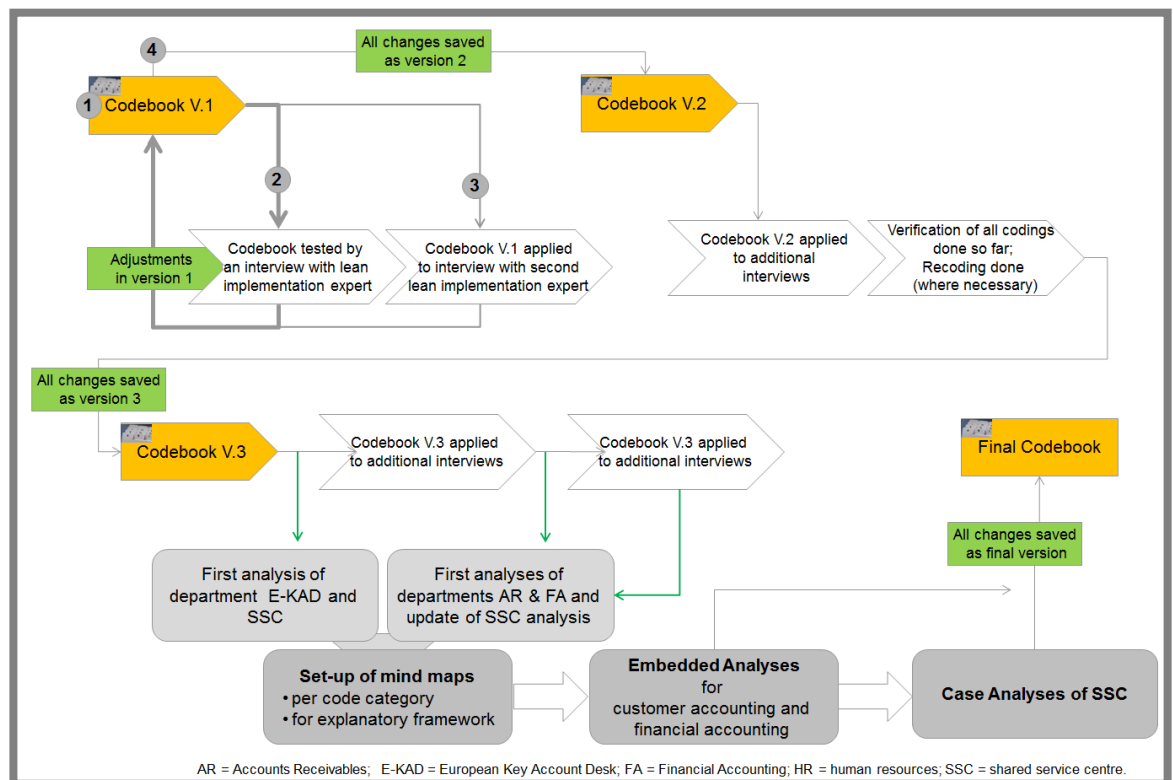 4
All changes saved
as version 2
1
Codebook V.1
Codebook V.2
2
3
Adjustments
in version 1
Codebook tested by
an interview with lean
implementation expert
Codebook V.1 applied
to interview with second
lean implementation expert
Codebook V.2 applied
to additional
interviews
Verification of all codings
done so far;
Recoding done
(where necessary)
All changes saved
as version 3
Codebook V.3
Codebook V.3 applied
to additional interviews
Codebook V.3 applied
to additional interviews
Final Codebook
All changes saved
as final version
First analysis of
department E-KAD and
SSC
First analyses of
departments AR & FA and
update of SSC analysis
Set-up of mind maps
• per code category
• for explanatory framework
Embedded Analyses
for
customer accounting and
financial accounting
Case Analyses of SSC
AR = Accounts Receivables; E-KAD = European Key Account Desk; FA = Financial Accounting; HR = human resources; SSC = shared service centre.